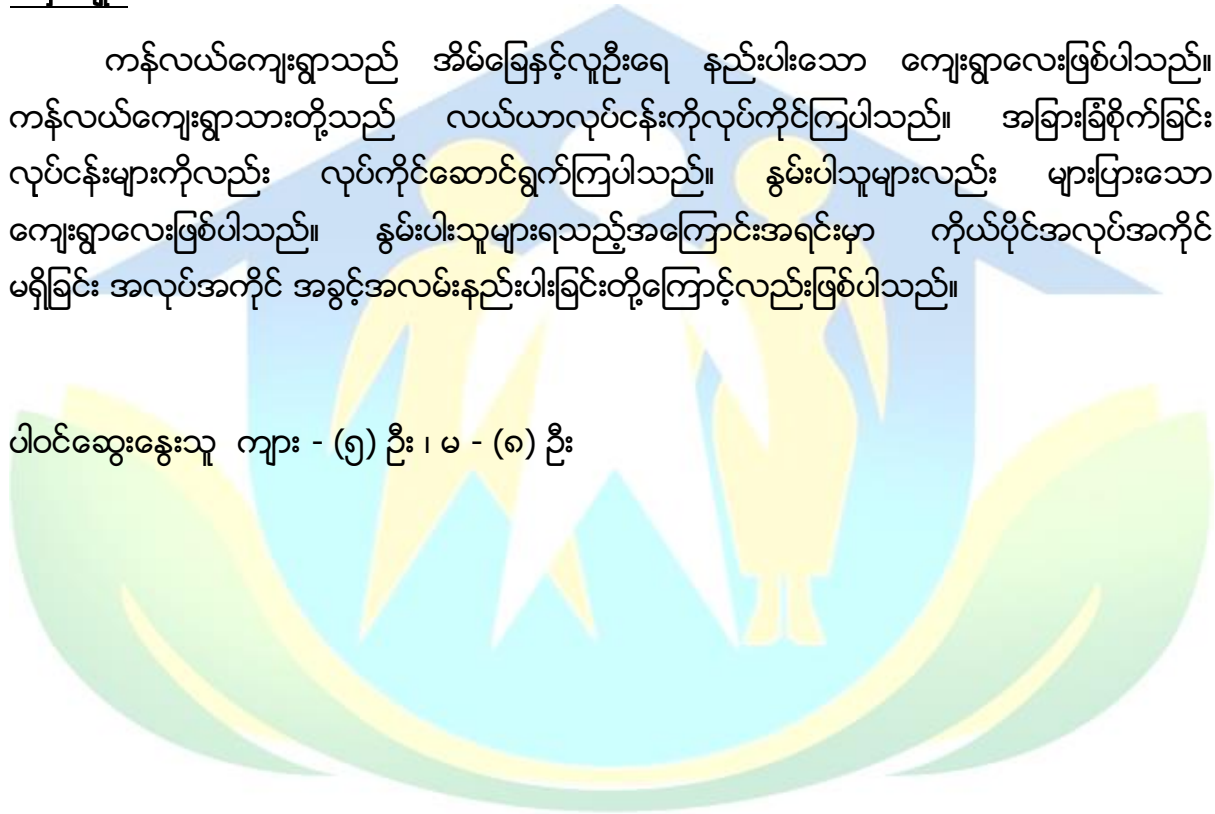 ကန်လယ်ကျေးရွာသည် အိမ်ခြေနှင့်လူဦးရေ နည်းပါးသော ကျေးရွာလေးဖြစ်ပါသည်။
ကန်လယ်ကျေးရွာသားတို့သည် လယ်ယာလုပ်ငန်းကိုလုပ်ကိုင်ကြပါသည်။ အခြားခြံစိုက်ခြင်း
လုပ်ငန်းများကိုလည်း လုပ်ကိုင်ဆောင်ရွက်ကြပါသည်။ နွမ်းပါသူများလည်း များပြားသော
ကျေးရွာလေးဖြစ်ပါသည်။ နွမ်းပါးသူများရသည့်အကြောင်းအရင်းမှာ ကိုယ်ပိုင်အလုပ်အကိုင်
မရှိခြင်း အလုပ်အကိုင် အခွင့်အလမ်းနည်းပါးခြင်းတို့ကြောင့်လည်းဖြစ်ပါသည်။
ပါဝင်ဆွေးနွေးသူ ကျား - (၅) ဦး ၊ မ - (၈) ဦး